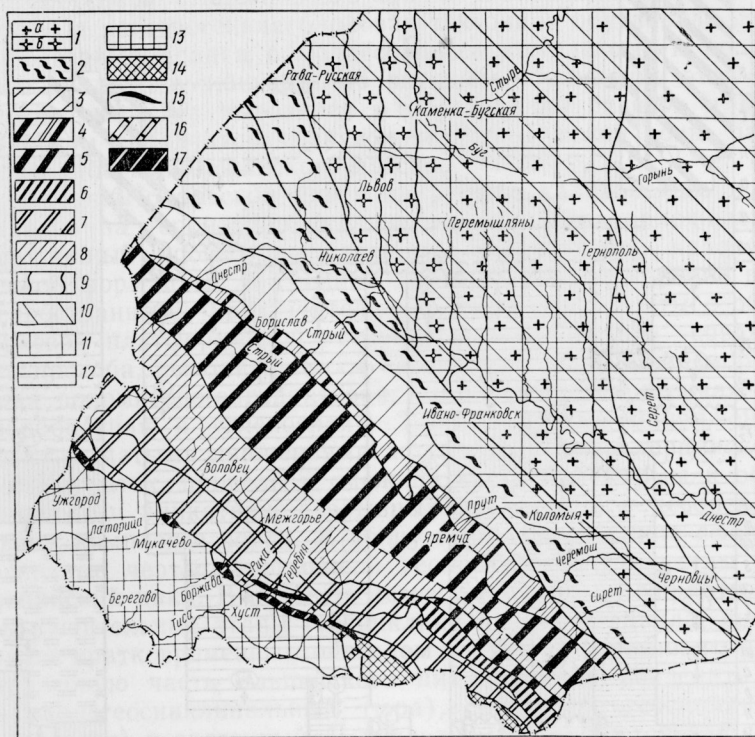 а 1
б
2
3
4
5
6
7
8
9
10
11
12
13
14
15
16
17
Рава-Русская
Стырь
Каменка-Бугская
Буг
Горынь
Львов
Перемышляны
Николаев
Тернополь
Днестр
Борислав
Стрый
Стрый
Серет
Ивано-Франковск
Воловец
Ужгород
Прут
Днестр
Латорица
Межгорье
Коломыя
Мукачево
Яремча
Рика
Теребля
Черемош
Черновцы
Берегово
Боржава
Сирет
Тиса
Хуст